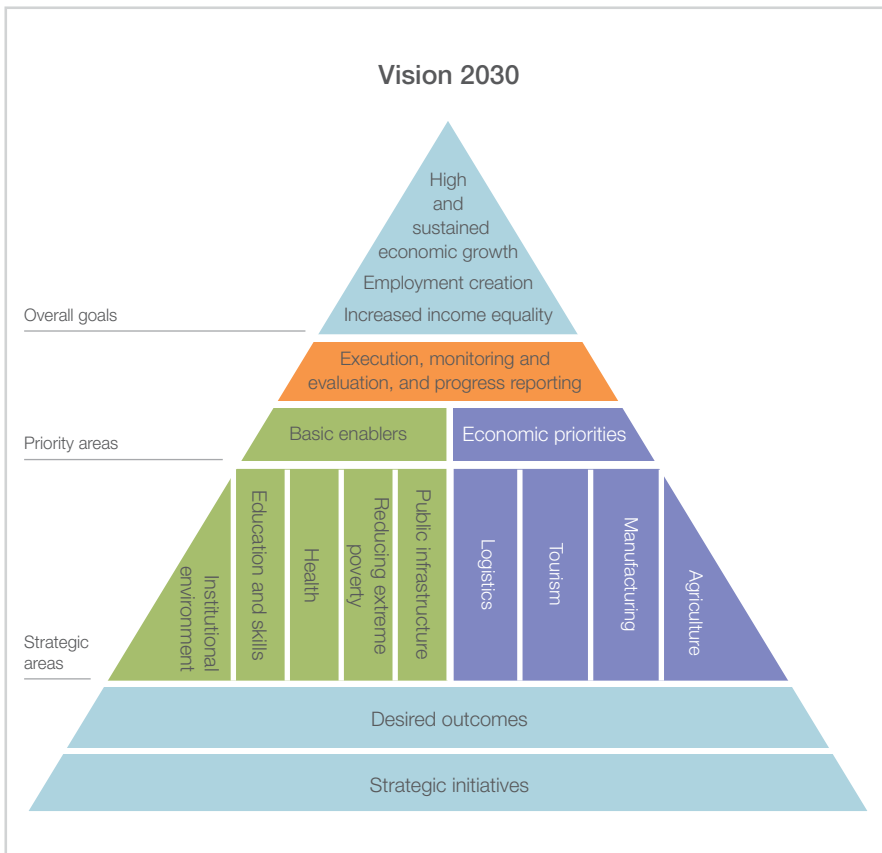 Vision 2030
High
and
sustained
economic growth
Employment creation
Increased income equality
Overall goals
Execution, monitoring and
evaluation, and progress reporting
Priority areas
Basic enablers
Economic priorities
Strategic
areas
Institutional
environment
Education and skills
Health
Reducing extreme
poverty
Public infrastructure
Logistics
Tourism
Manufacturing
Agriculture
Desired outcomes
Strategic initiatives